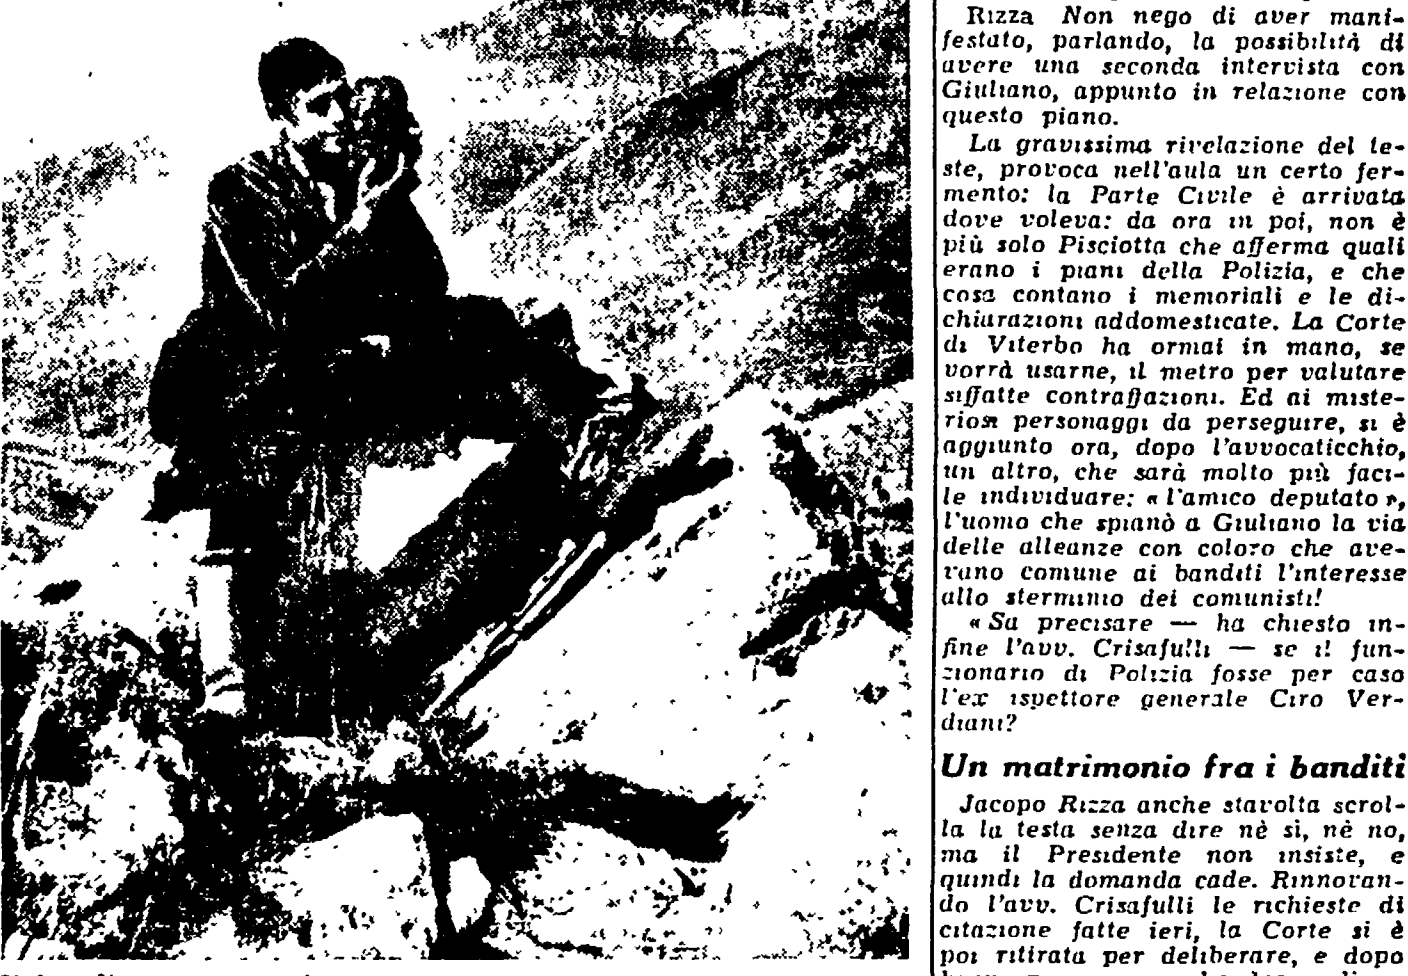 Rizza Non nego di aver mani-
festato, parlando, la possibilità di
avere una seconda intervista con
Giuliano, appunto in relazione con
questo piano.
La gravissima rivelazione del te-
ste, provoca nell'aula un certo fer-
mento: la Parte Civile è arrivata
dove voleva: da ora in poi, non è
più solo Pisciotta che afferma quali
erano i piani della Polizia, e che
cosa contano i memoriali e le di-
chiarazioni addomesticate. La Corte
di Viterbo ha ormai in mano, se
vorrà usarne, il metro per valutare
siffatte contraffazioni. Ed ai miste-
riosi personaggi da perseguire, si è
aggiunto ora, dopo l'avvocaticchio,
un altro, che sarà molto più faci-
le individuare: « l'amico deputato »,
l'uomo che spianò a Giuliano la via
delle alleanze con coloro che ave-
vano comune ai banditi l'interesse
allo sterminio dei comunisti!
« Sa precisare — ha chiesto in-
fine l'avv. Crisafulli — se il fun-
zionario di Polizia fosse per caso
l'ex ispettore generale Ciro Ver-
diani?
Un matrimonio fra i banditi
Jacopo Rizza anche stavolta scrol-
la la testa senza dire nè sì, nè no,
ma il Presidente non insiste, e
quindi la domanda cade. Rinnovan-
do l'avv. Crisafulli le richieste di
citazione fatte ieri, la Corte si è
poi ritirata per deliberare, e dopo